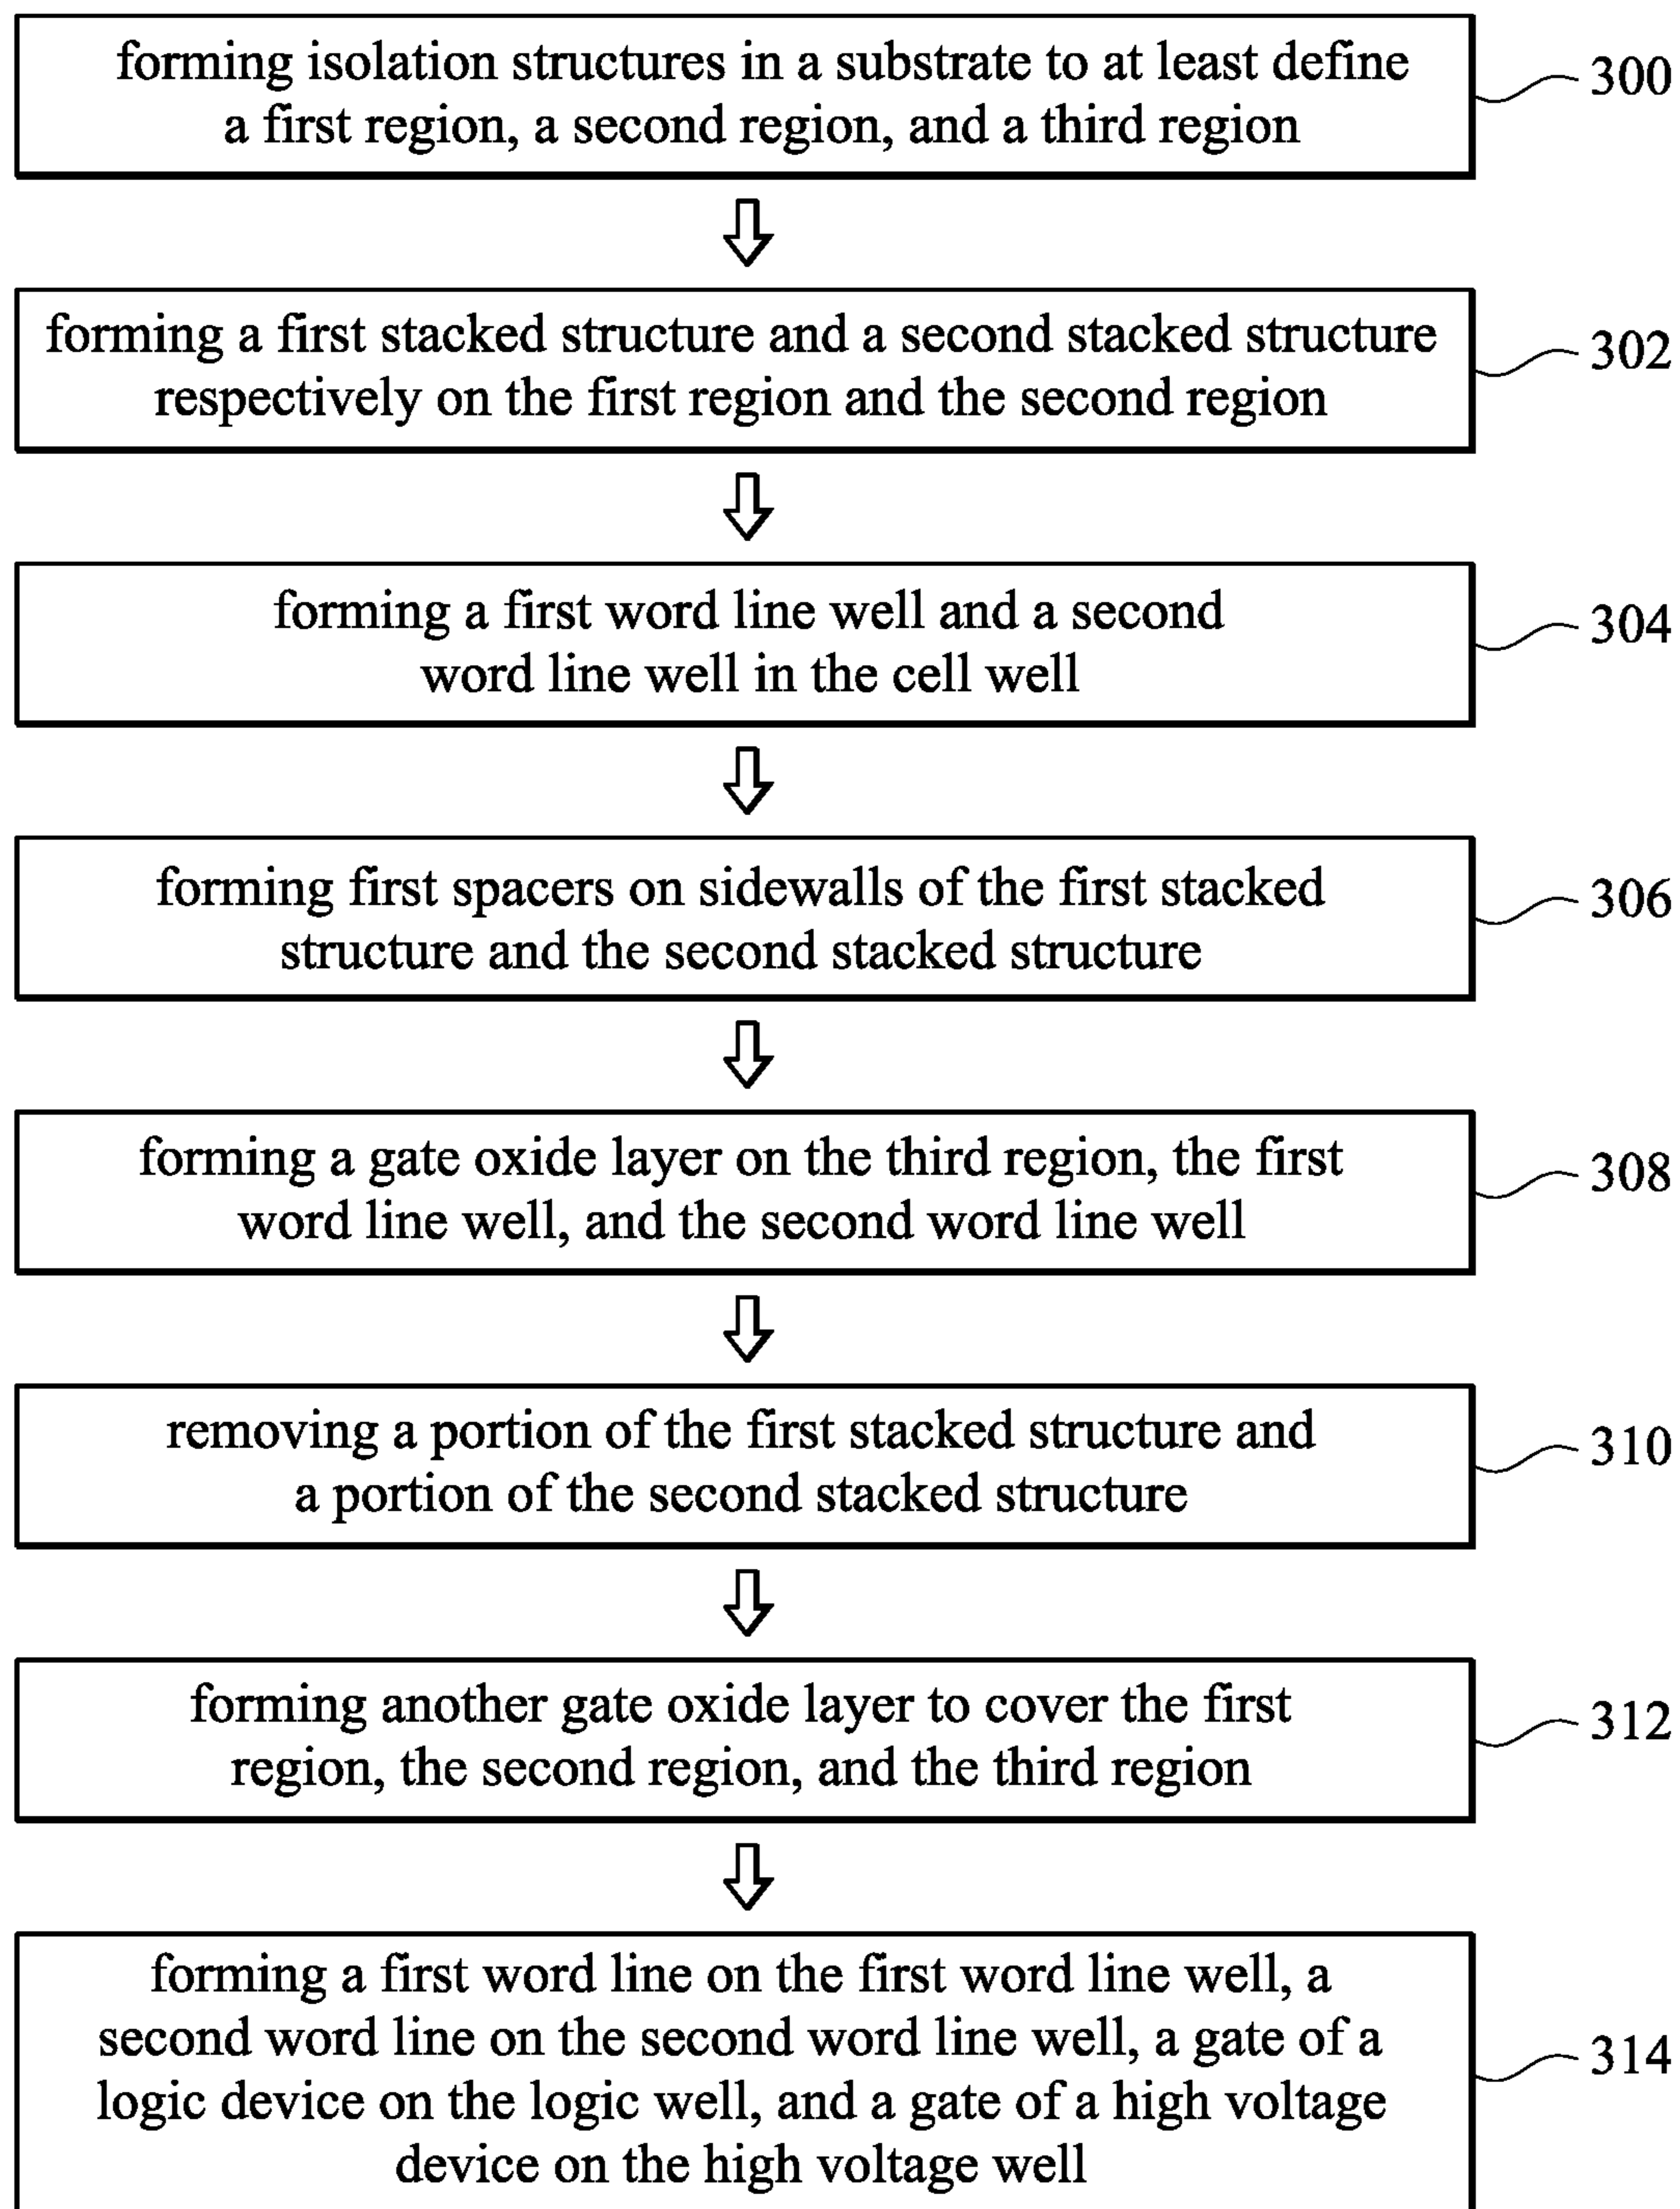 forming isolation structures in a substrate to at least define
a first region, a second region, and a third region
300
forming a first stacked structure and a second stacked structure
respectively on the first region and the second region
302
forming a first word line well and a second
word line well in the cell well
304
forming first spacers on sidewalls of the first stacked
structure and the second stacked structure
306
forming a gate oxide layer on the third region, the first
word line well, and the second word line well
308
removing a portion of the first stacked structure and
a portion of the second stacked structure
310
forming another gate oxide layer to cover the first
region, the second region, and the third region
312
forming a first word line on the first word line well, a
second word line on the second word line well, a gate of a
logic device on the logic well, and a gate of a high voltage
device on the high voltage well
314